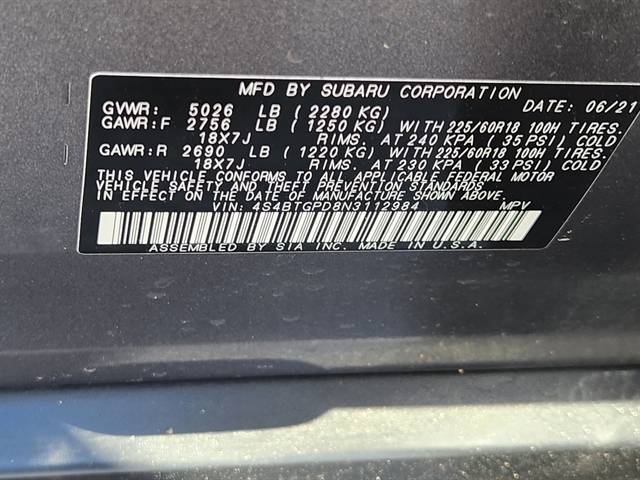 MFD BY SUBARU CORPORATION
GVWR: 5026 LB ( 2280 KG) DATE: 06/21
GAWR:F 2756 LB ( 1250 KG) WITH 225/60R18 100H TIRES.
18X7J RIMS. AT 240 KPA ( 35 PSI) COLD
GAWR:R 2690 LB ( 1220 KG) WITH 225/60R18 100H TIRES.
18X7J RIMS. AT 230 KPA ( 33 PSI) COLD
THIS VEHICLE CONFORMS TO ALL APPLICABLE FEDERAL MOTOR
VEHICLE SAFETY AND THEFT PREVENTION STANDARDS
IN EFFECT ON THE DATE OF MANUFACTURE SHOWN ABOVE.
VIN: 4S4BTGPD8N3112984 MPV
ASSEMBLED BY SIA INC. MADE IN U.S.A.